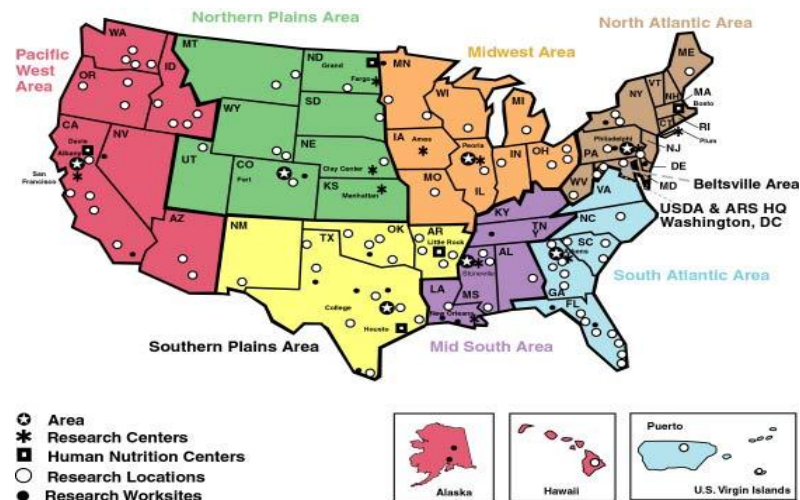 Northern Plains Area
North Atlantic Area
Pacific
West
Area
Midwest Area
WA
MT
ND
Grand
Fargo
MN
ME
OR
ID
VT
NH
NY
MA
Bosto
WI
MI
SD
WY
CT
RI
Plum
CA
NV
Davis
Albany
San
Francisco
IA
Ames
Peoria
NE
Philadelphi
PA
NJ
UT
CO
Fort
Clay Center
IN
OH
IL
DE
MD
Beltsville Area
KS
Manhattan
MO
WV
VA
USDA & ARS HQ
Washington, DC
KY
AZ
NM
TX
OK
AR
Little Rock
TN
NC
SC
Athens
AL
Stoneville
South Atlantic Area
LA
MS
GA
FL
New Orleans
College
Housto
Southern Plains Area
Mid South Area
Area
Research Centers
Human Nutrition Centers
Research Locations
Research Worksites
Alaska
Hawaii
Puerto
U.S. Virgin Islands